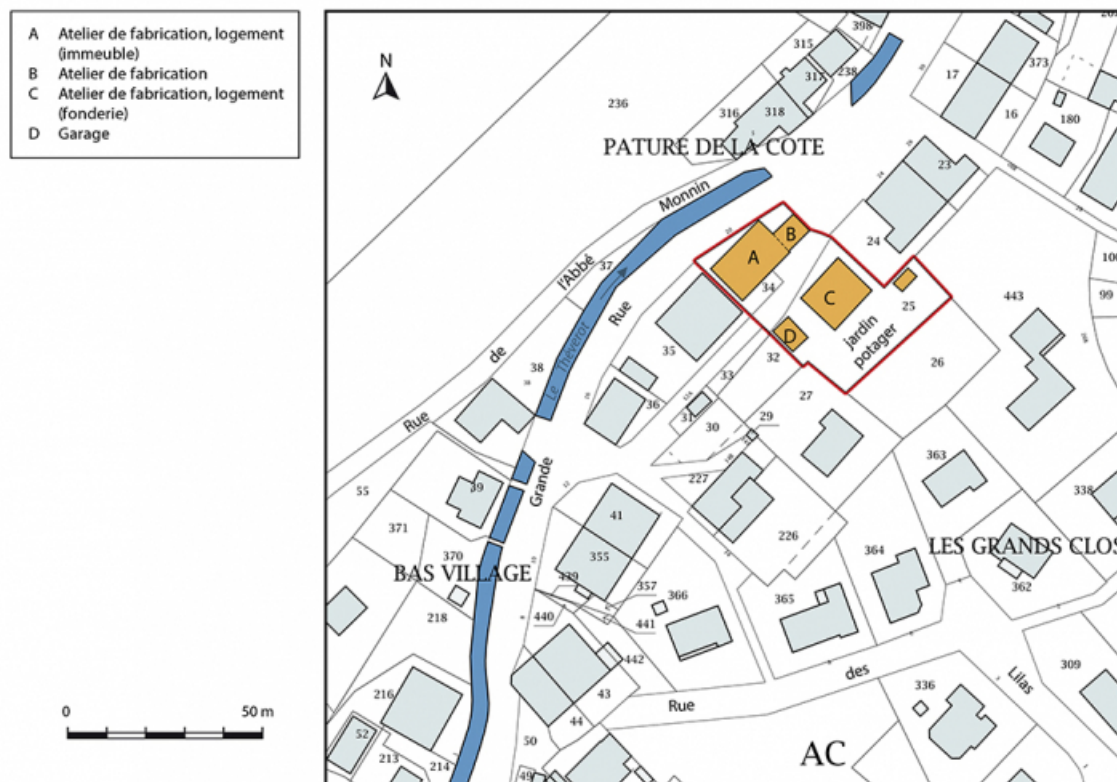 A Atelier de fabrication, logement
(immeuble)
B Atelier de fabrication
C Atelier de fabrication, logement
(fonderie)
D Garage
N
0
50 m
398
315
317
238
236
316
318
PATURE DE LA COTE
17
373
16
180
23
24
Monnin
37
l'Abbé
de
Rue
Rue
Grande
Le Théverot
38
A
B
C
D
34
25
jardin
potager
32
35
33
36
31
30
29
27
26
443
100
99
55
39
371
370
BAS VILLAGE
218
227
226
41
355
439
357
440
441
366
442
363
338
364
LES GRANDS CLOS
362
365
43
44
50
49
216
52
213
214
Rue
des
Lilas
309
336
AC